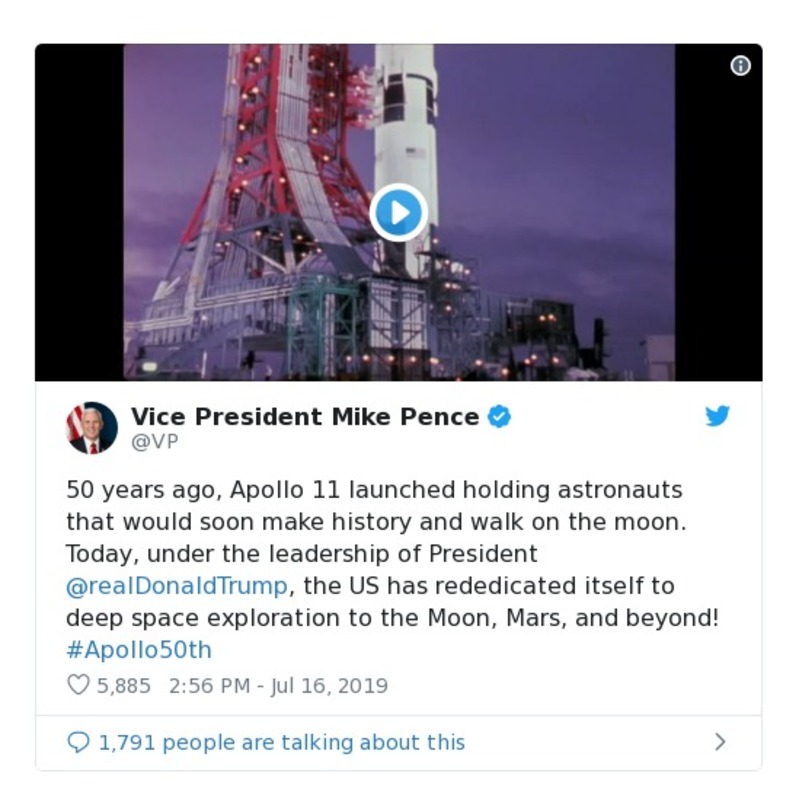 Vice President Mike Pence
@VP
50 years ago, Apollo 11 launched holding astronauts
that would soon make history and walk on the moon.
Today, under the leadership of President
@realDonaldTrump, the US has rededicated itself to
deep space exploration to the Moon, Mars, and beyond!
#Apollo50th
5,885 2:56 PM - Jul 16, 2019
1,791 people are talking about this